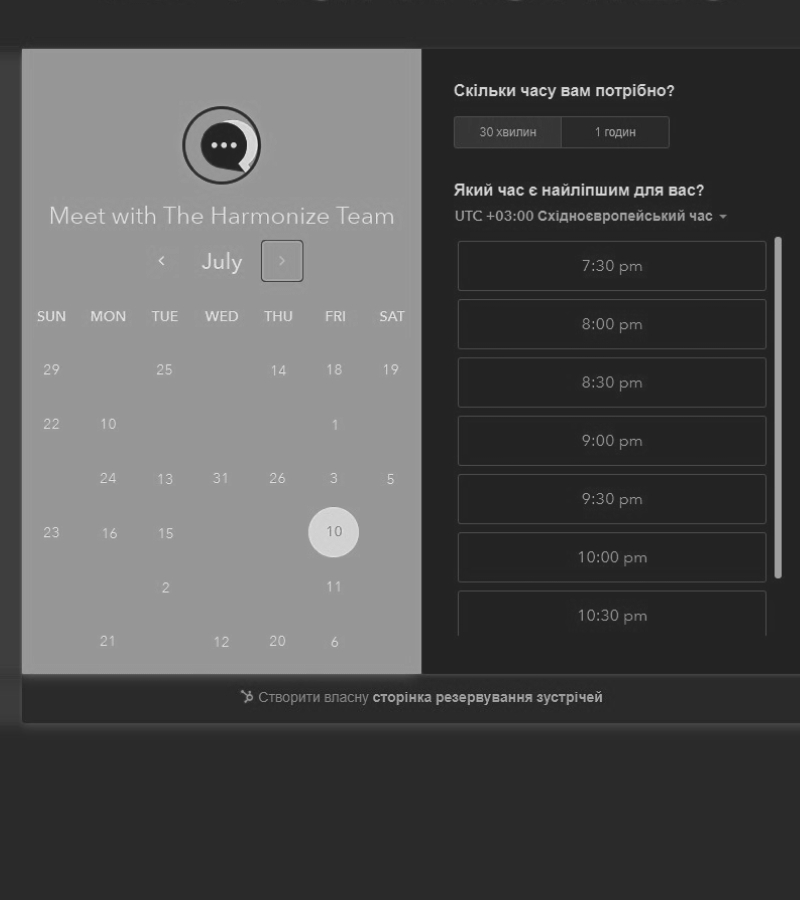 Meet with The Harmonize Team
July
SUN MON TUE WED THU FRI SAT
29 25 14 18 19
22 10 1
24 13 31 26 3 5
23 16 15 10
2 11
21 12 20 6
Скільки часу вам потрібно?
30 хвилин 1 годин
Який час є найліпшим для вас?
UTC +03:00 Східноєвропейський час
7:30 pm
8:00 pm
8:30 pm
9:00 pm
9:30 pm
10:00 pm
10:30 pm
Створити власну сторінка резервування зустрічей